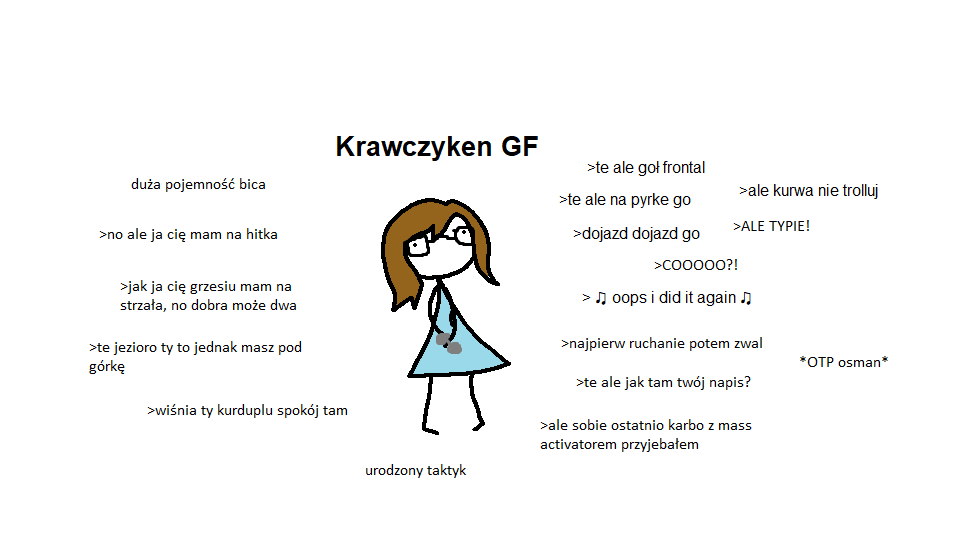 Krawczyken GF
duża pojemność bica
>no ale ja cię mam na hitka
>jak ja cię grzesiu mam na
strzała, no dobra może dwa
>te jezioro ty to jednak masz pod
górkę
>wiśnia ty kurduplu spokój tam
urodzony taktyk
>te ale goł frontal
>te ale na pyrke go
>ale kurwa nie trolluj
>dojazd dojazd go
>ALE TYPIE!
>COOOOO?!
> ♫ oops i did it again ♫
>najpierw ruchanie potem zwal
*OTP osman*
>te ale jak tam twój napis?
>ale sobie ostatnio karbo z mass
activatorem przyjebałem